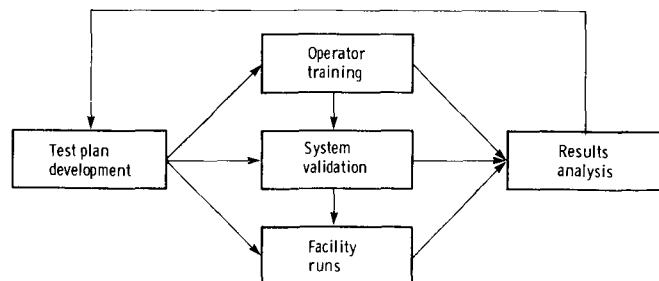 Operator
training
Test plan
development
System
validation
Results
analysis
Facility
runs